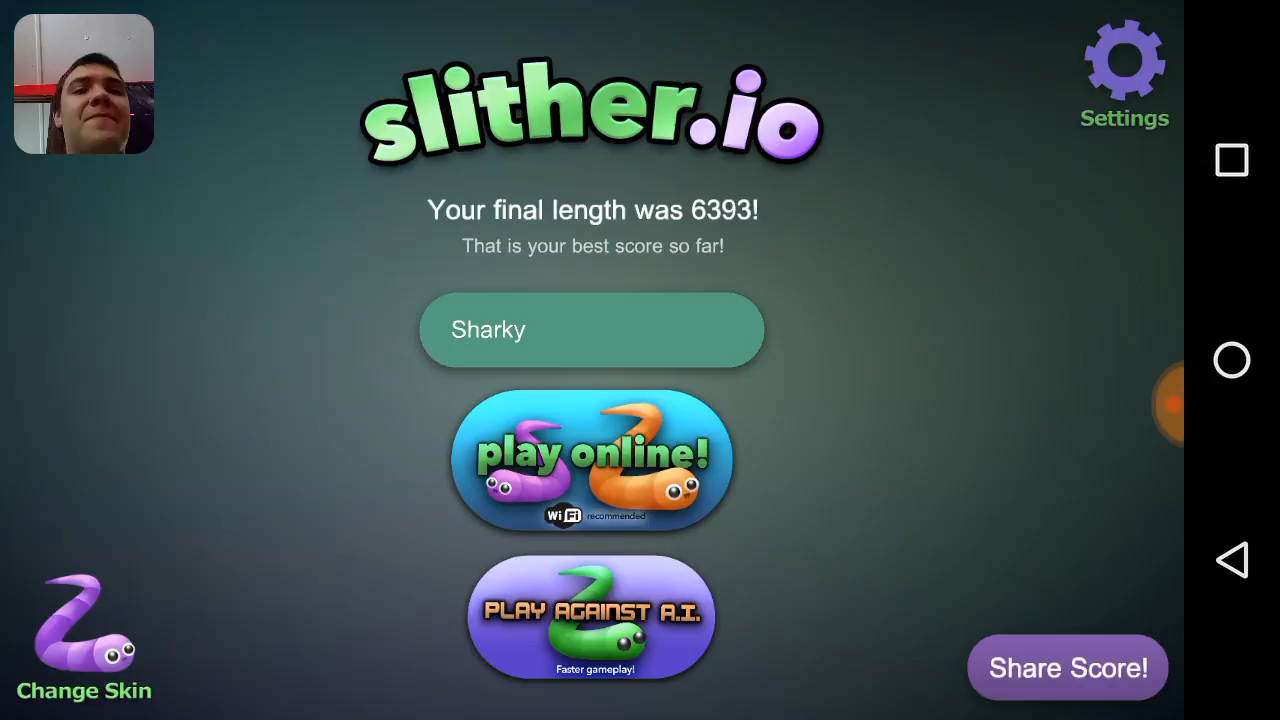 slither.io
Settings
Your final length was 6393!
That is your best score so far!
Sharky
play online!
WiFi recommended
PLAY AGAINST A.I.
Faster gameplay!
Change Skin
Share Score!